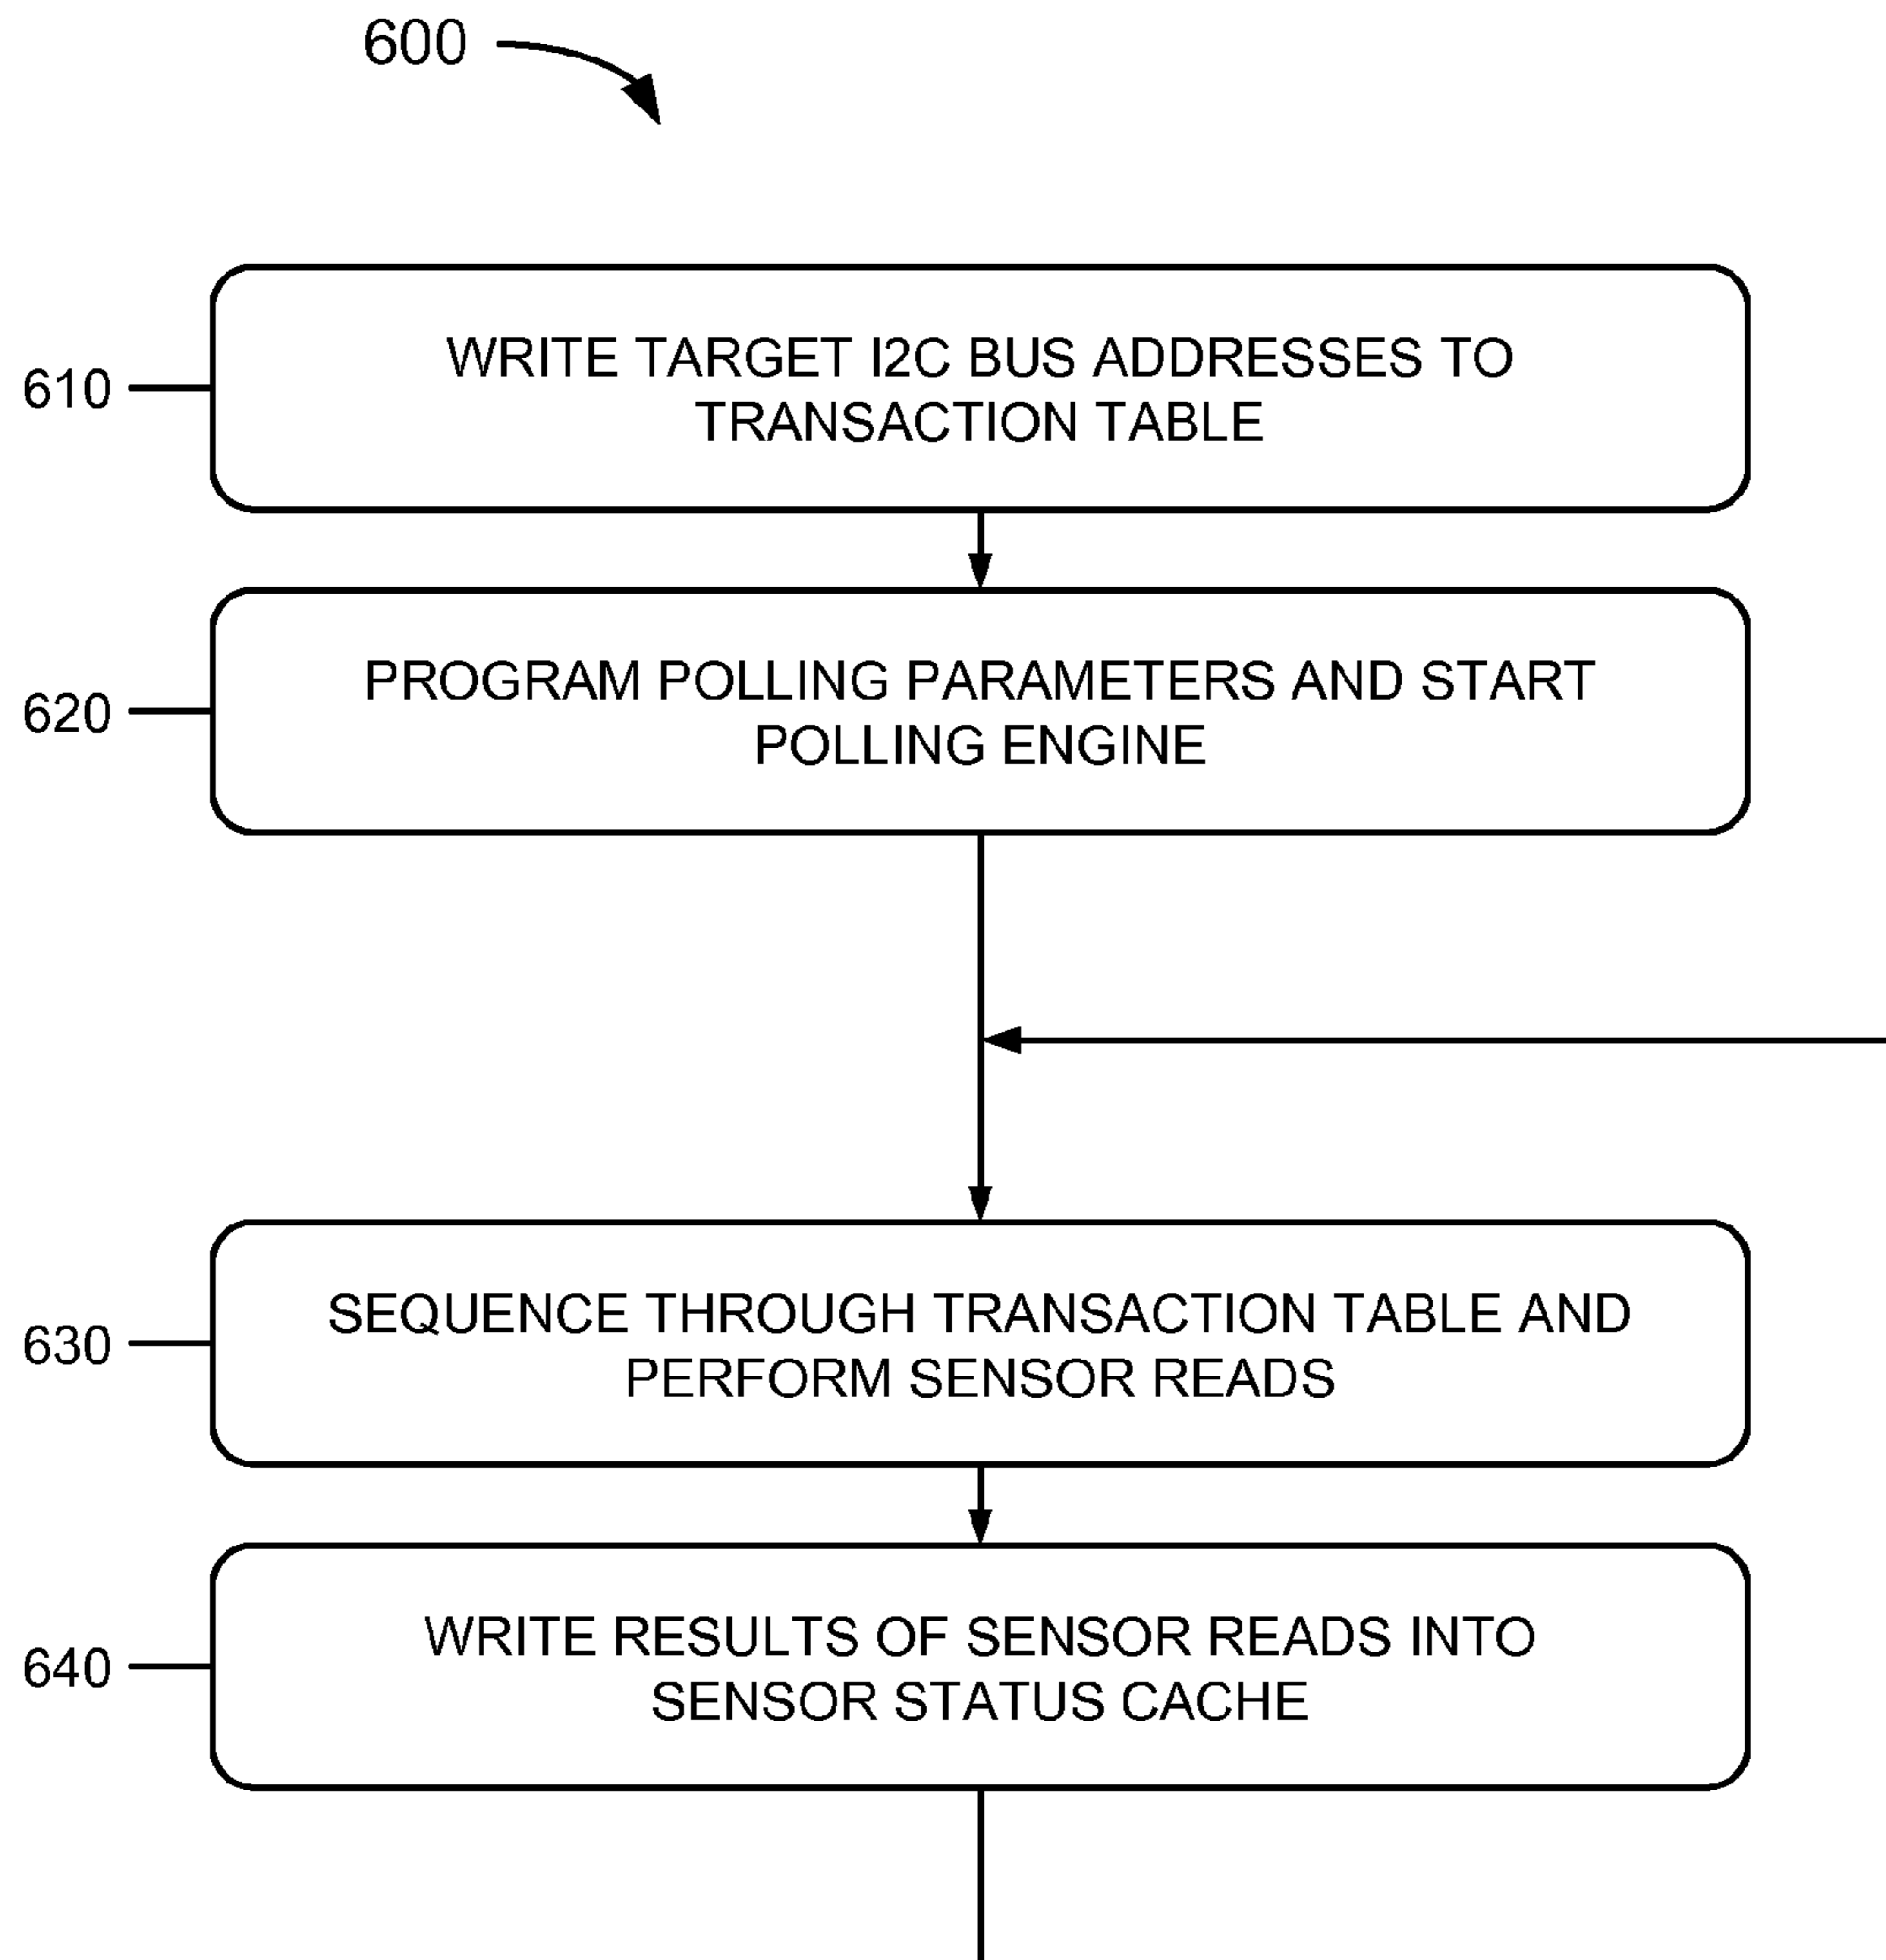 600
610
WRITE TARGET I2C BUS ADDRESSES TO
TRANSACTION TABLE
620
PROGRAM POLLING PARAMETERS AND START
POLLING ENGINE
630
SEQUENCE THROUGH TRANSACTION TABLE AND
PERFORM SENSOR READS
640
WRITE RESULTS OF SENSOR READS INTO
SENSOR STATUS CACHE